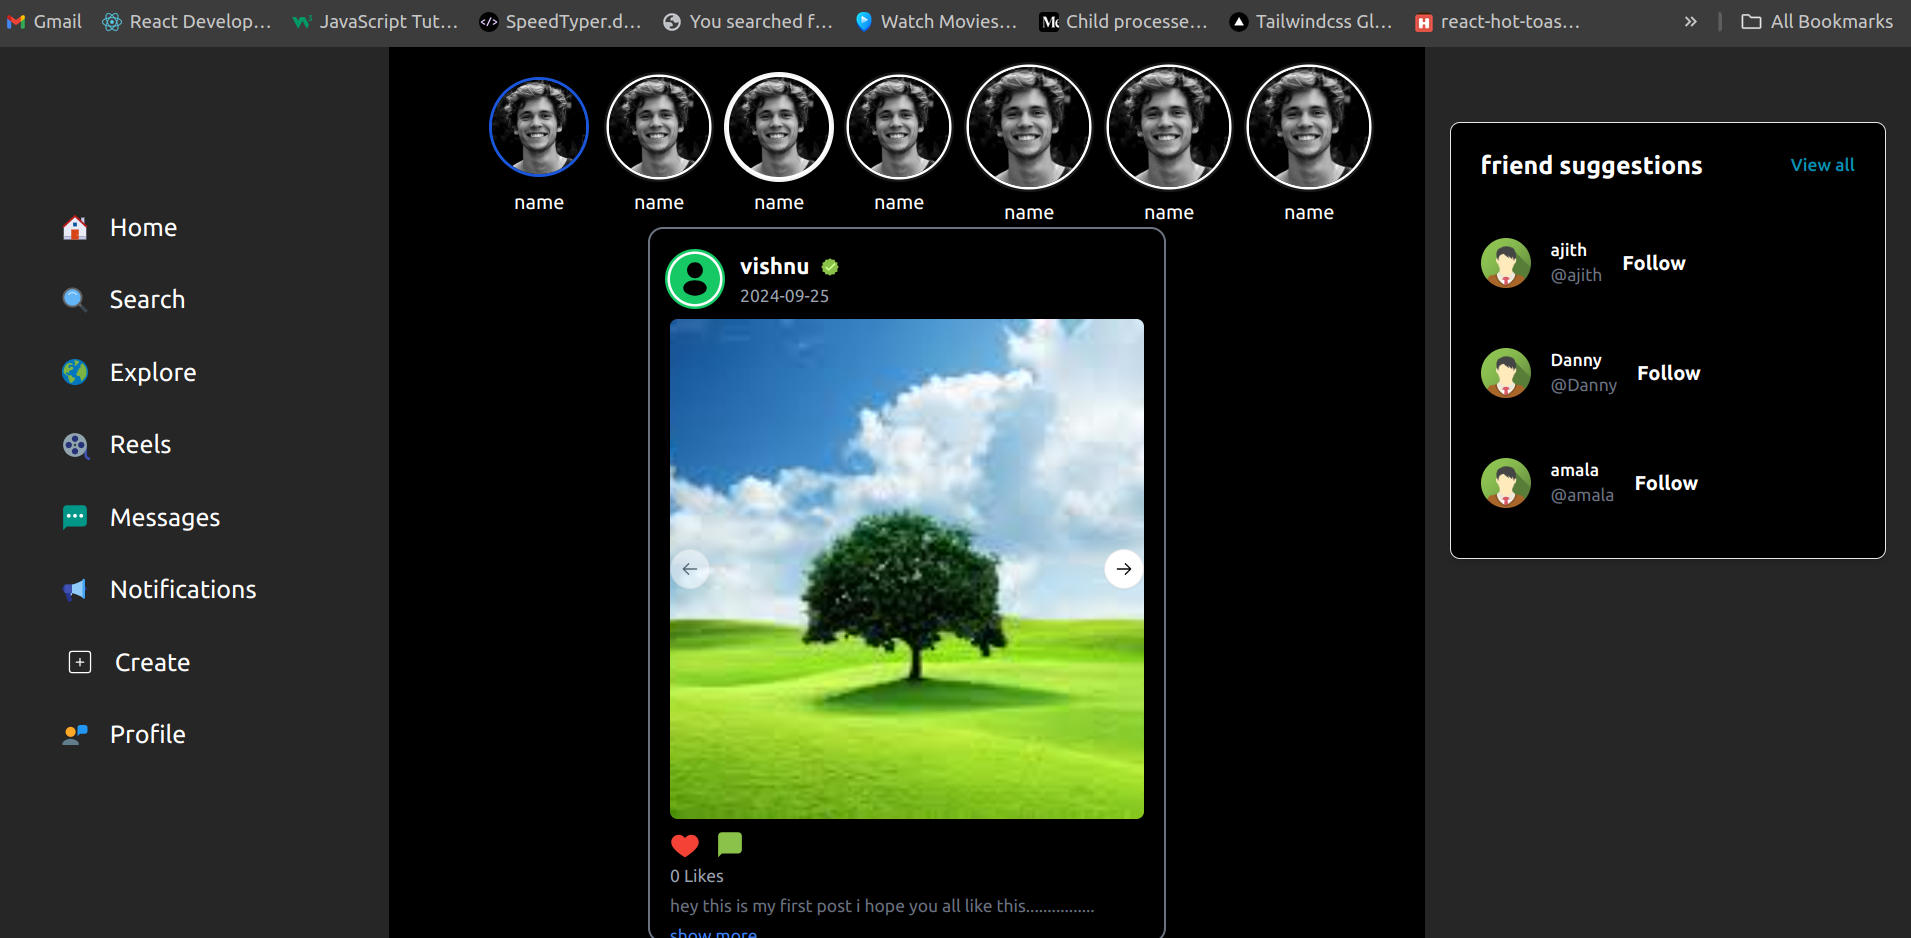 Gmail React Develop... JavaScript Tut... SpeedTyper.d... You searched f... Watch Movies... Child processe... Tailwindcss Gl... react-hot-toas... » All Bookmarks
name name name name name name name
Home
Search
Explore
Reels
Messages
Notifications
Create
Profile
vishnu
2024-09-25
0 Likes
hey this is my first post i hope you all like this................
show more
friend suggestions View all
ajith
@ajith
Follow
Danny
@Danny
Follow
amala
@amala
Follow